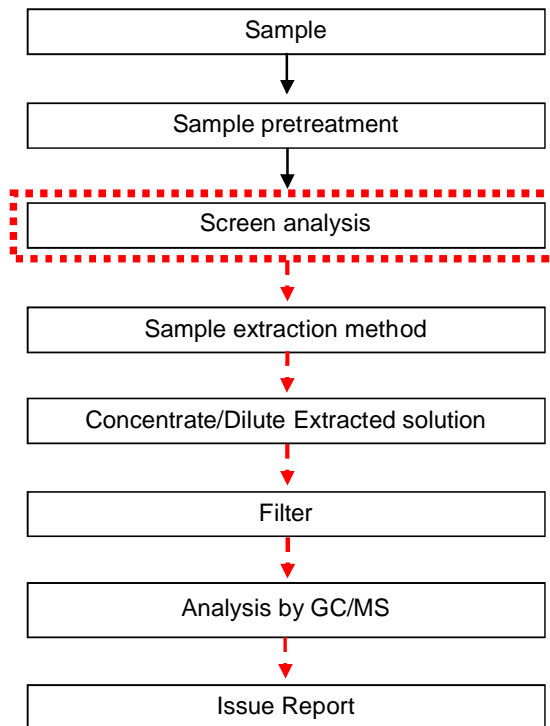 Sample
Sample pretreatment
Screen analysis
Sample extraction method
Concentrate/Dilute Extracted solution
Filter
Analysis by GC/MS
Issue Report